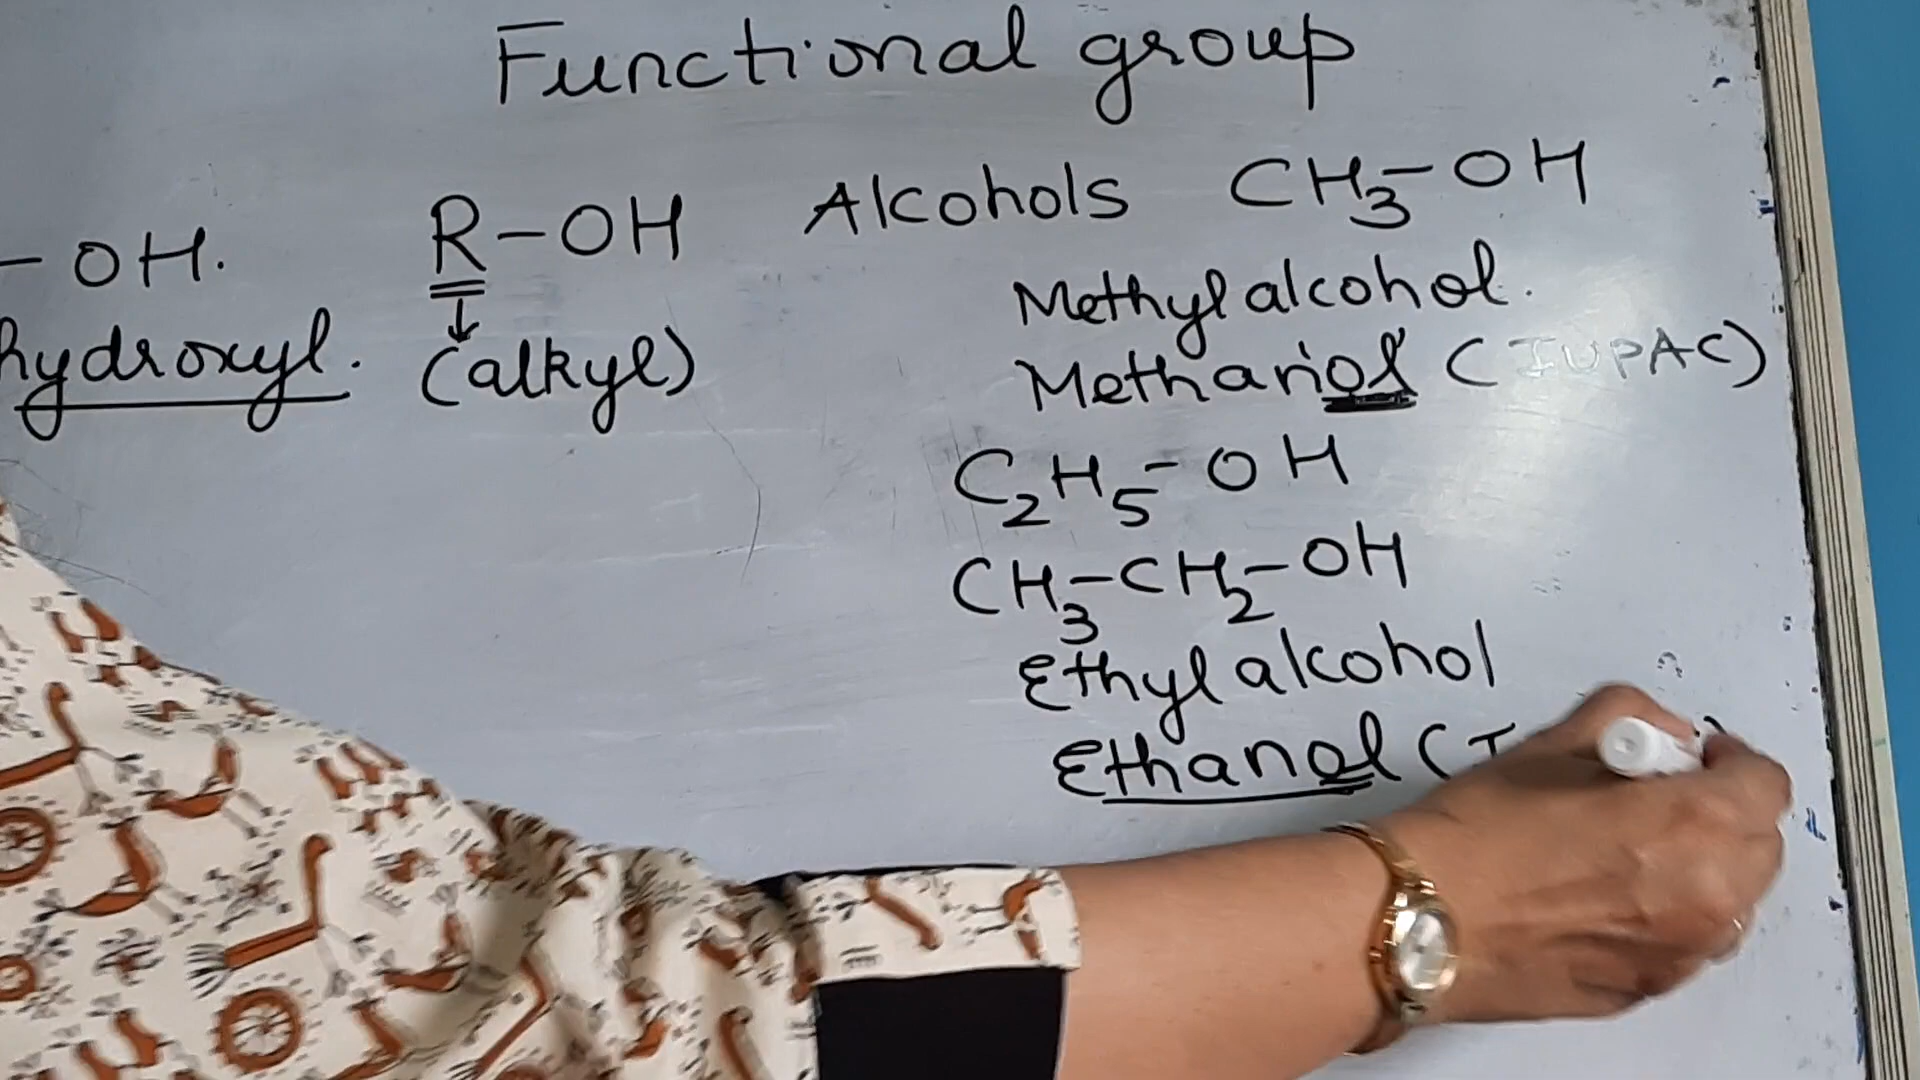 Functional group
-OH. R-OH Alcohols CH3-OH
hydroxyl. (alkyl) Methyl alcohol.
Methanol (IUPAC)
C2H5-OH
CH3-CH2-OH
Ethyl alcohol
Ethanol (I